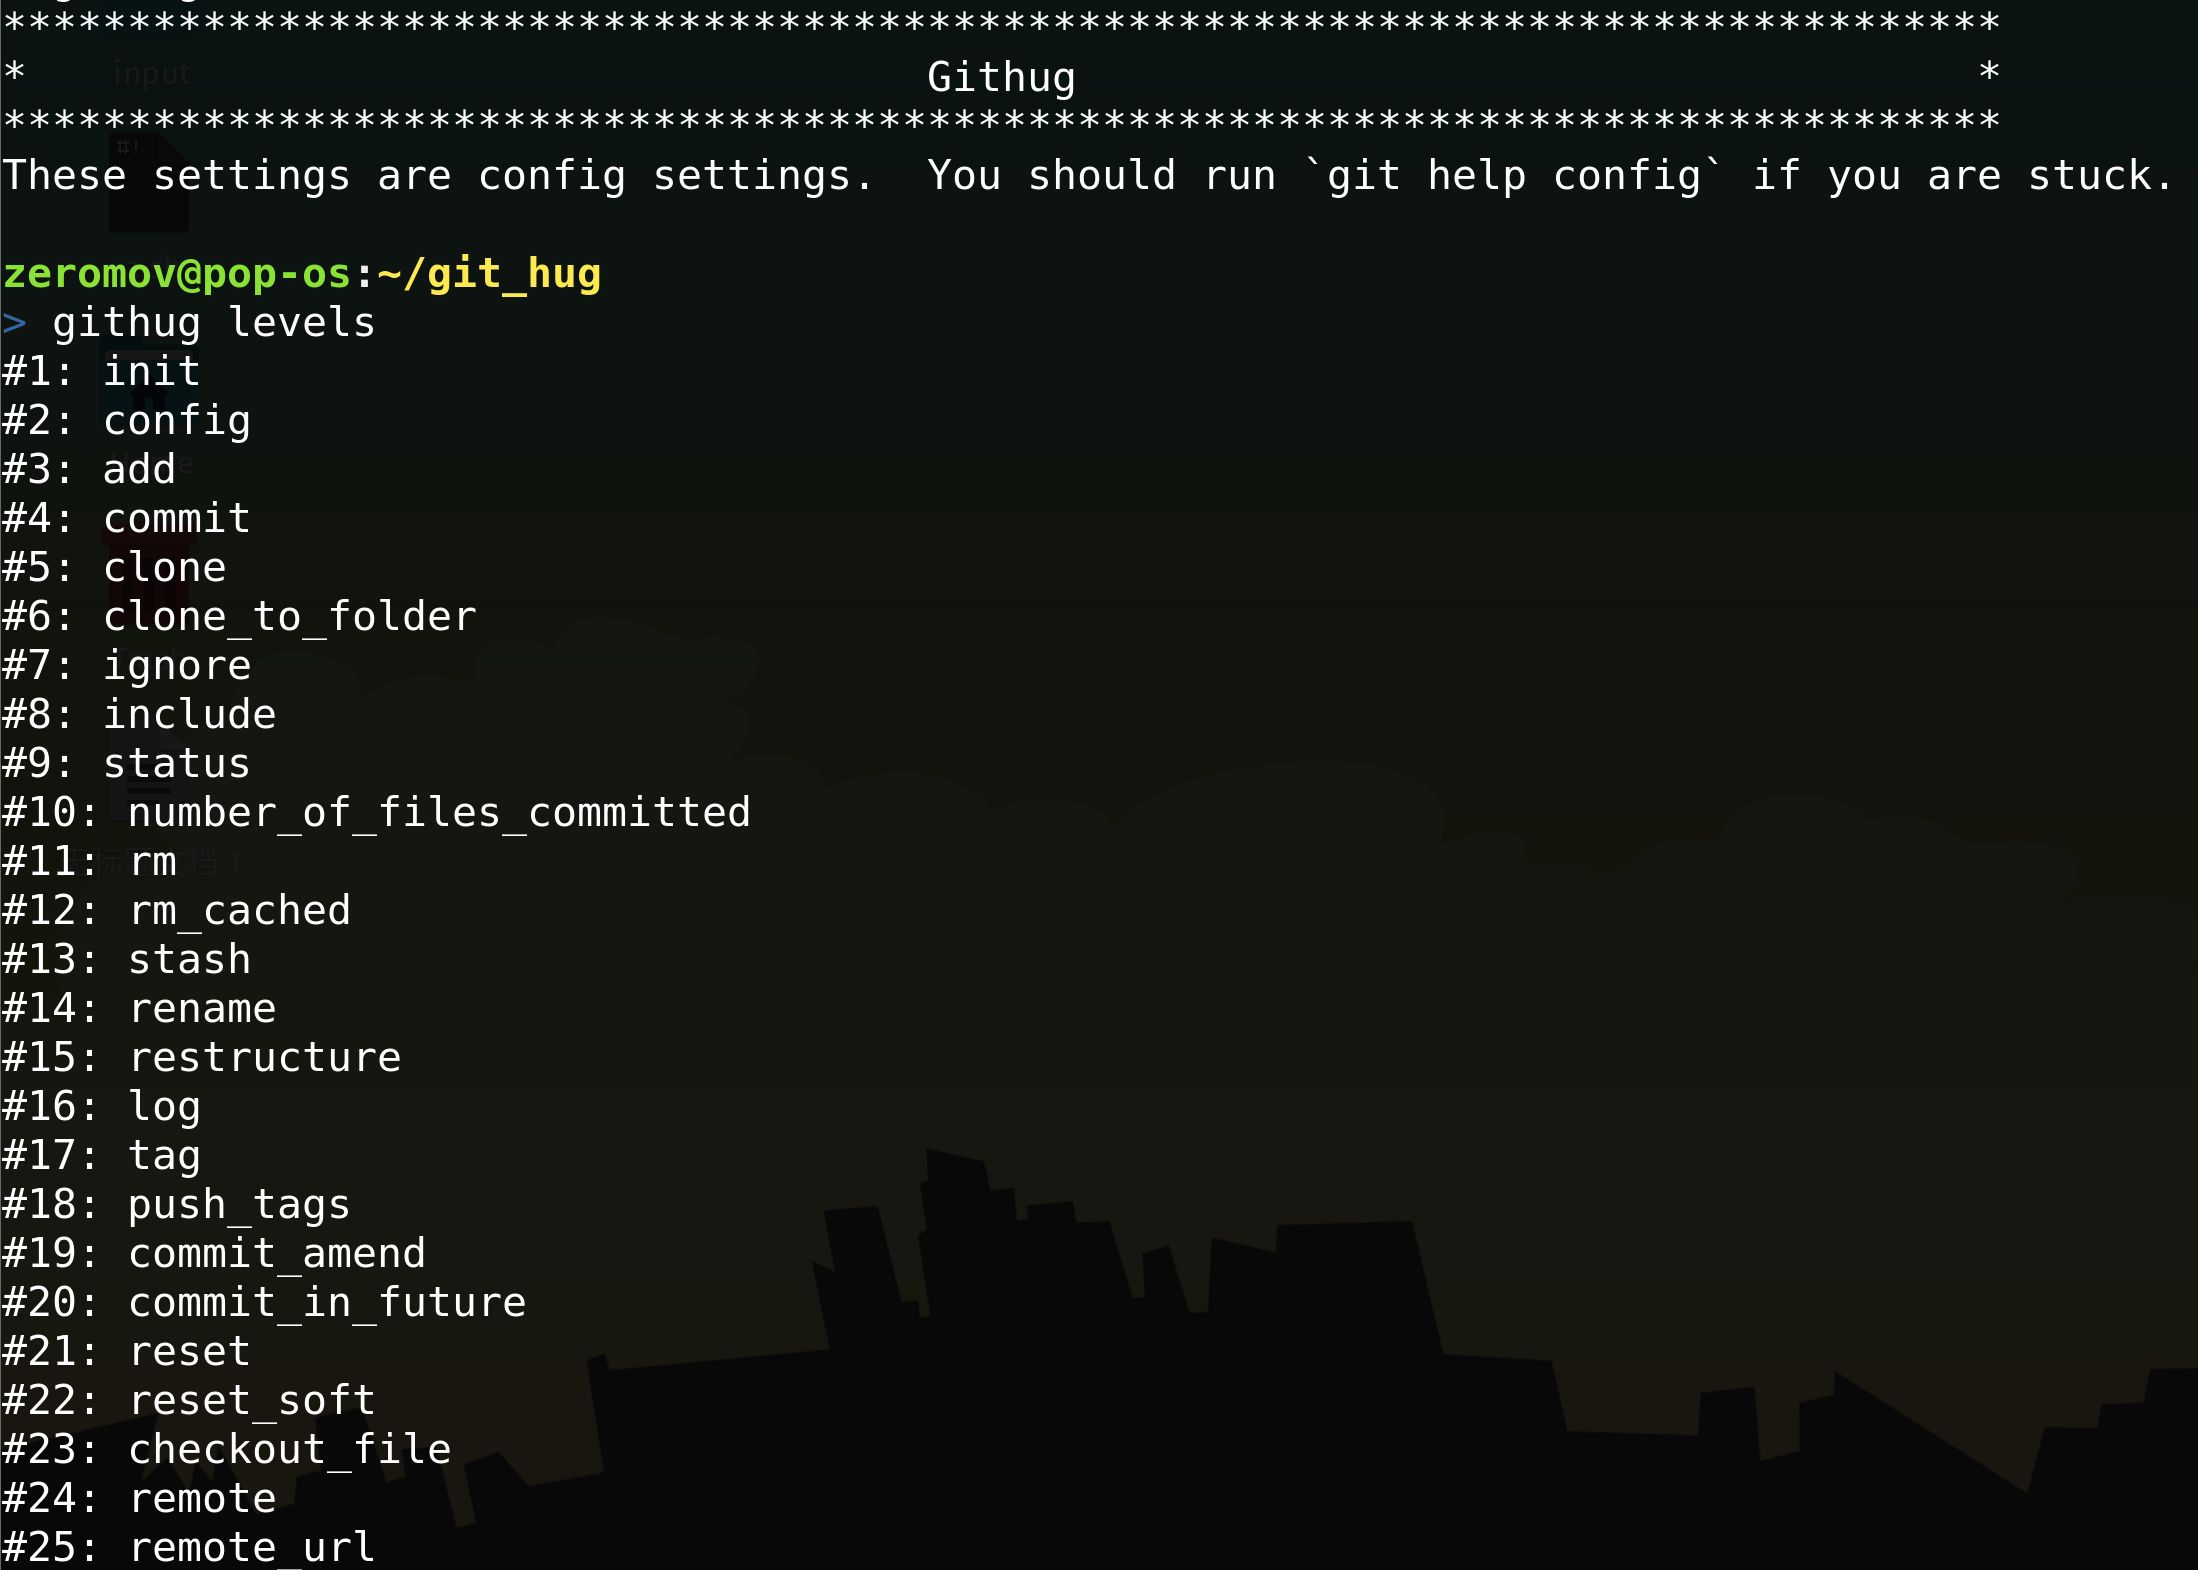 ********************************************************************************
*                                    Githug                                    *
********************************************************************************
These settings are config settings.  You should run `git help config` if you are stuck.
zeromov@pop-os:~/git_hug
> githug levels
#1: init
#2: config
#3: add
#4: commit
#5: clone
#6: clone_to_folder
#7: ignore
#8: include
#9: status
#10: number_of_files_committed
#11: rm
#12: rm_cached
#13: stash
#14: rename
#15: restructure
#16: log
#17: tag
#18: push_tags
#19: commit_amend
#20: commit_in_future
#21: reset
#22: reset_soft
#23: checkout_file
#24: remote
#25: remote_url
input
#!